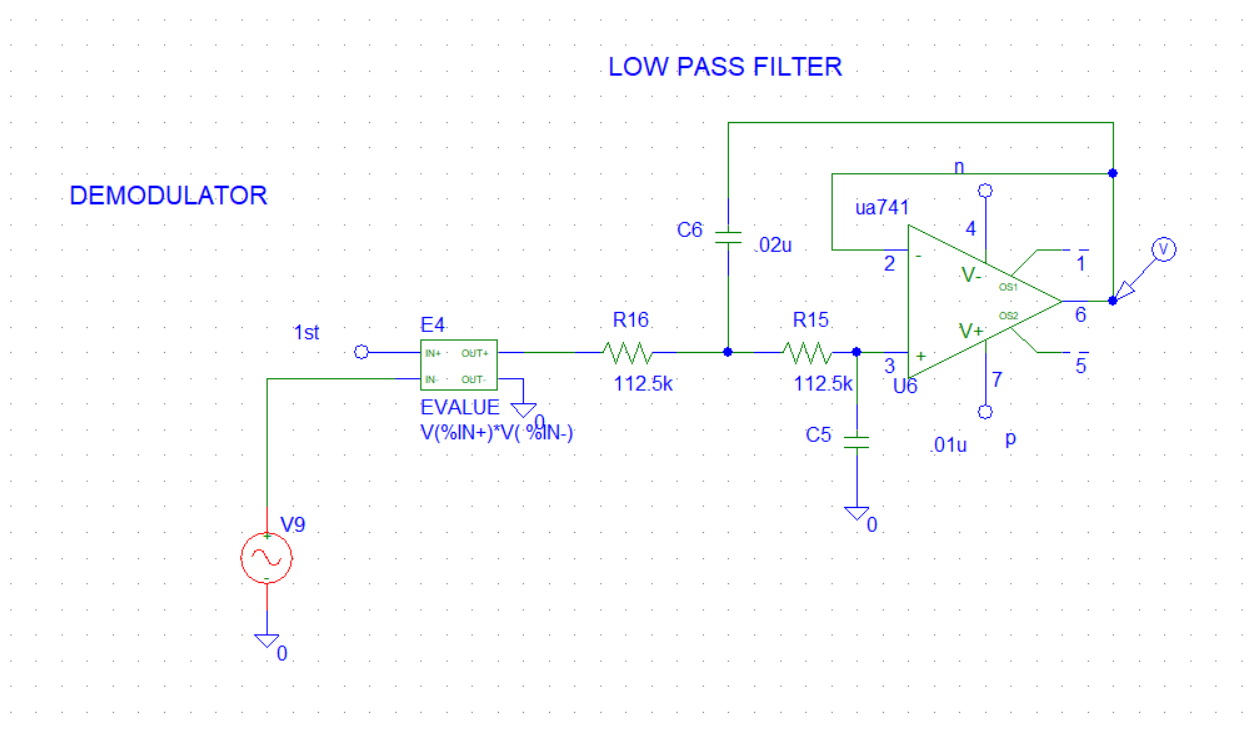 LOW PASS FILTER
DEMODULATOR
n
ua741
4
C6
.02u
2
-
V-
OS1
1
V
1st
E4
R16
R15
OS2
6
V+
IN+ OUT+
IN- OUT-
112.5k
112.5k
3
+
U6
5
7
EVALUE
0
V(%IN+)*V( %IN-)
C5
.01u
p
V9
+
-
0
0